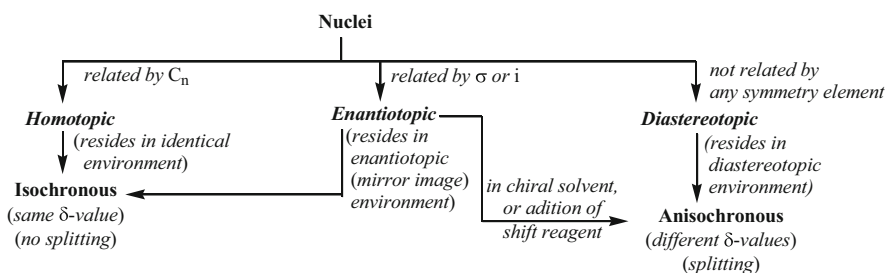 Nuclei
related by Cn
related by σ or i
not related by
any symmetry element
Homotopic
(resides in identical
environment)
Enantiotopic
(resides in
enantiotopic
(mirror image)
environment)
Diastereotopic
(resides in
diastereotopic
environment)
Isochronous
(same δ-value)
(no splitting)
in chiral solvent,
or adition of
shift reagent
Anisochronous
(different δ-values)
(splitting)